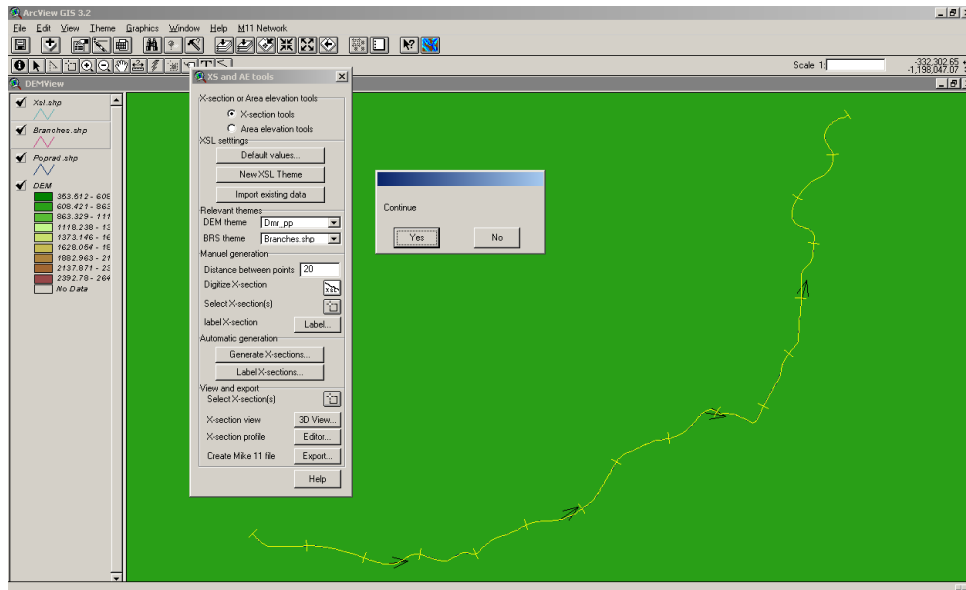 ArcView GIS 3.2
File Edit View Theme Graphics Window Help M11 Network
Scale 1:
-332,302.65
-1,198,047.07
DEMView
Xsl.shp
Branches.shp
Poprad.shp
DEM
353.512 - 608
608.421 - 863
863.329 - 111
1118.238 - 13
1373.146 - 16
1628.054 - 18
1882.963 - 21
2137.871 - 23
2392.78 - 264
No Data
XS and AE tools
X-section or Area elevation tools
X-section tools
Area elevation tools
XSL setttings
Default values...
New XSL Theme
Import existing data
Relevant themes
DEM theme Dmr_pp
BRS theme Branches.shp
Manuel generation
Distance between points 20
Digitize X-section
XSL
Select X-section(s)
label X-section Label...
Automatic generation
Generate X-sections...
Label X-sections...
View and export
Select X-section(s)
X-section view 3D View...
X-section profile Editor...
Create Mike 11 file Export...
Help
Continue
Yes No